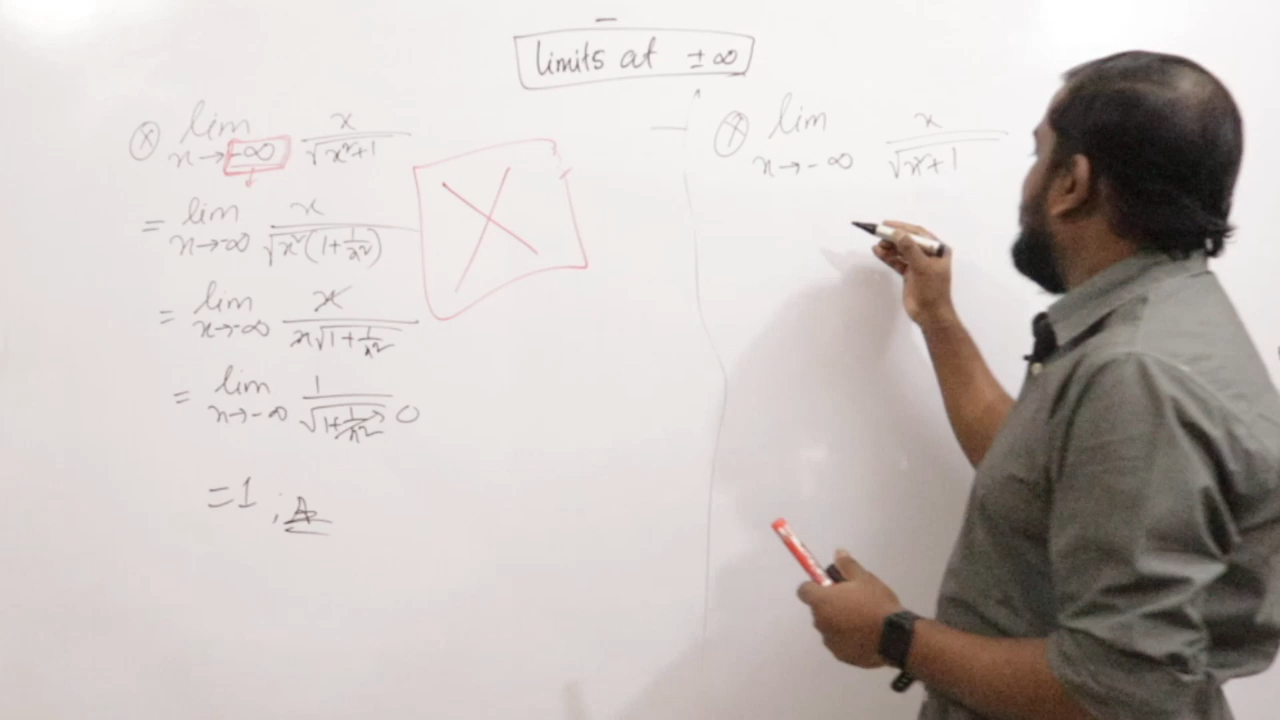 limits at ±∞
ⓧ lim x→-∞ x/√(x²+1)
= lim x→-∞ x/√(x²(1+1/x²))
= lim x→-∞ x/(x√(1+1/x²))
= lim x→-∞ 1/√(1+1/x²) → 0
= 1 ; A
ⓧ lim x→-∞ x/√(x²+1)